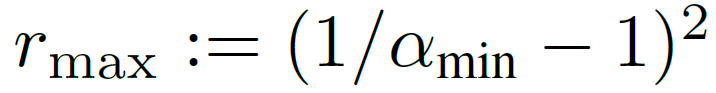 r_max := (1/α_min − 1)^2